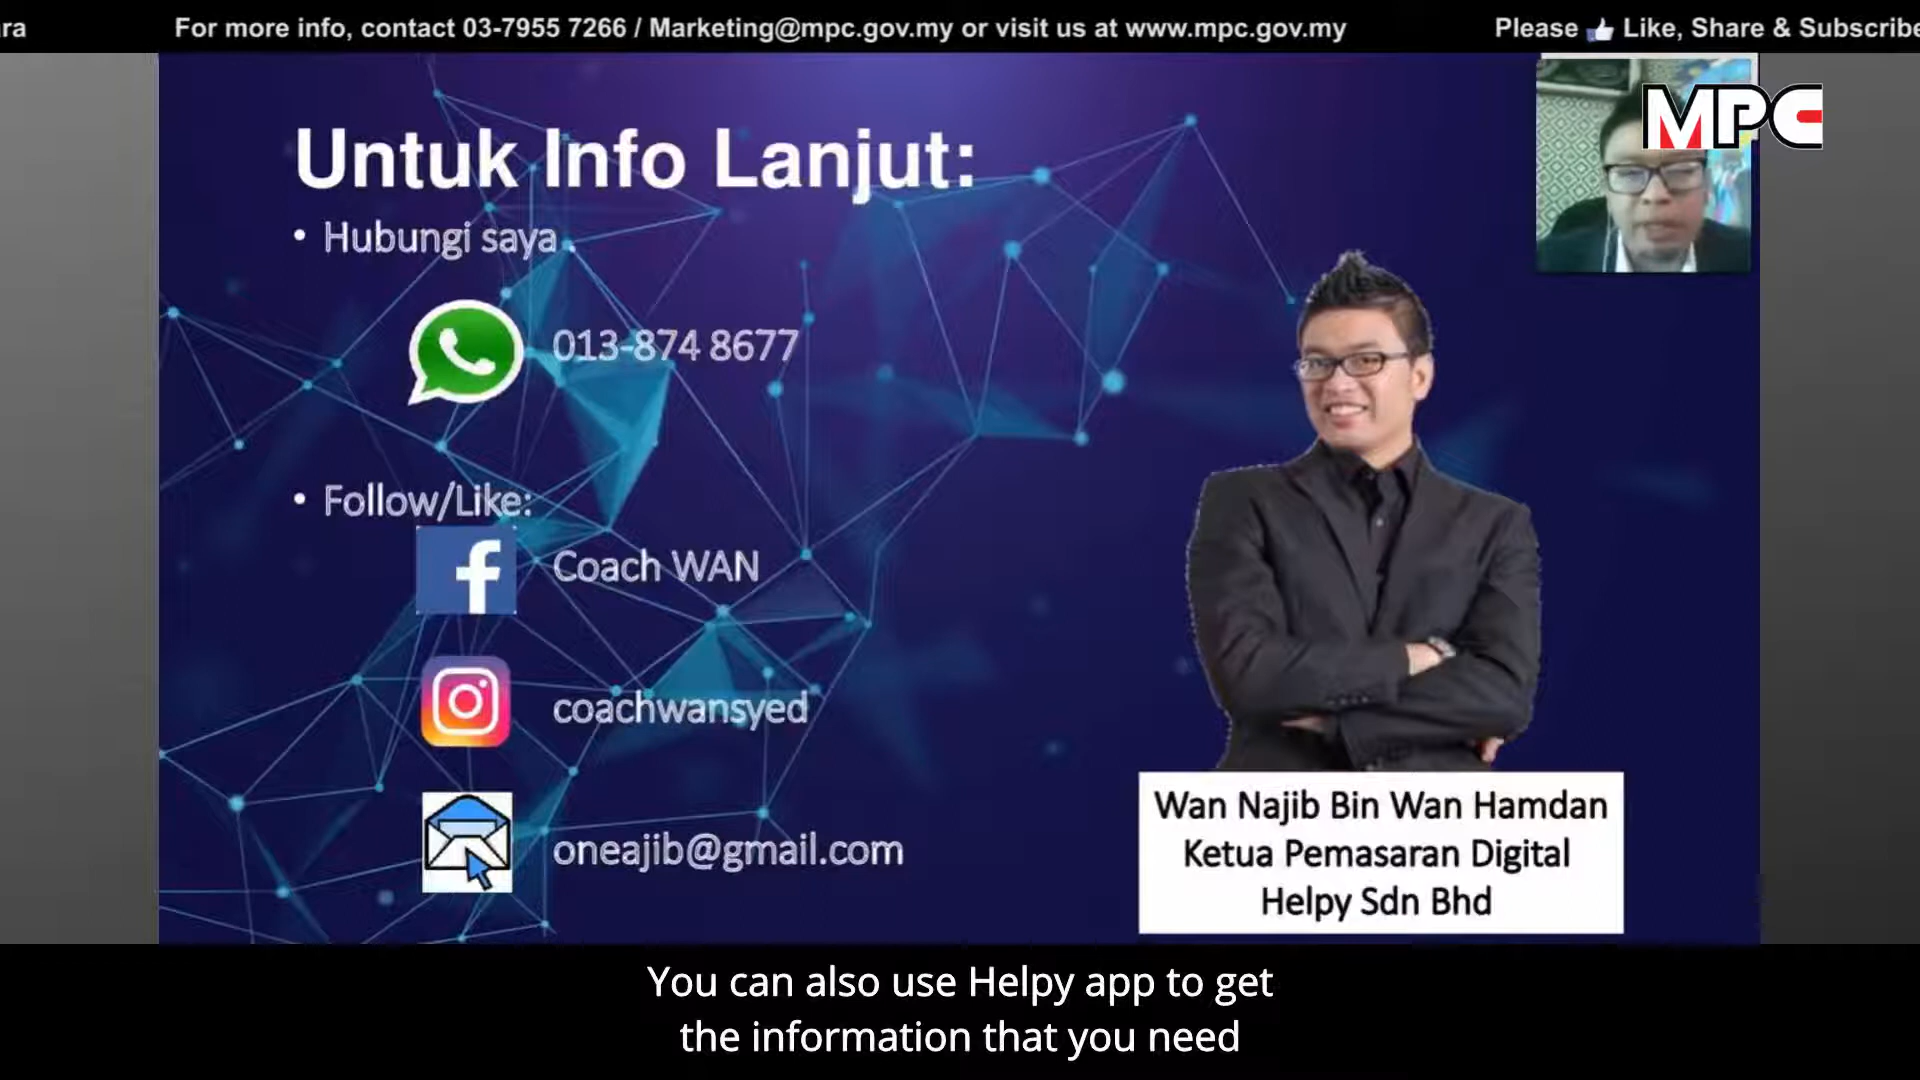 ra
For more info, contact 03-7955 7266 / Marketing@mpc.gov.my or visit us at www.mpc.gov.my
Please 👍 Like, Share & Subscribe
MPC
Untuk Info Lanjut:
• Hubungi saya .
013-874 8677
• Follow/Like:
Coach WAN
coachwansyed
oneajib@gmail.com
Wan Najib Bin Wan Hamdan
Ketua Pemasaran Digital
Helpy Sdn Bhd
You can also use Helpy app to get
the information that you need